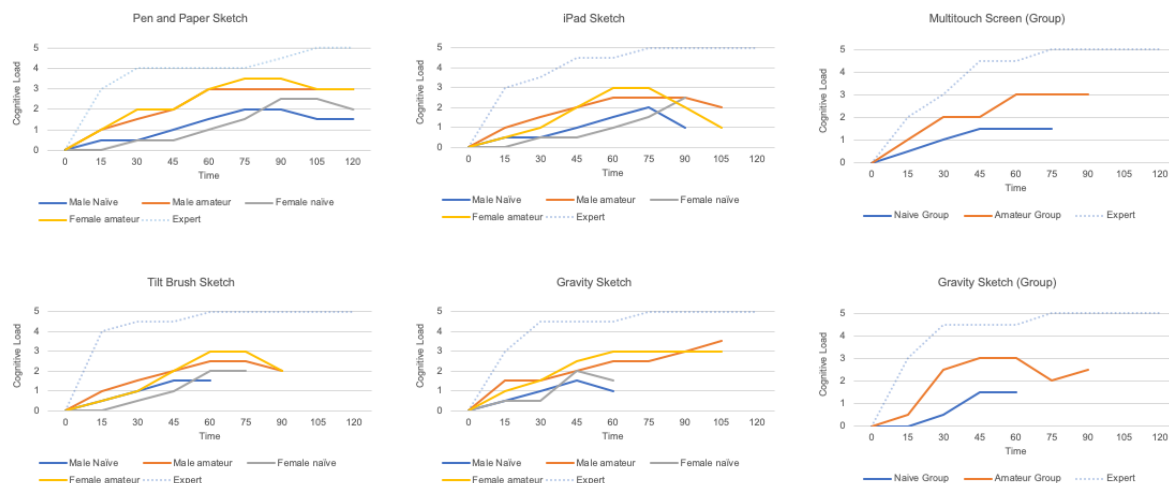 Pen and Paper Sketch
Cognitive Load
5
4
3
2
1
0
0 15 30 45 60 75 90 105 120
Time
Male Naïve Male amateur Female naïve
Female amateur Expert
iPad Sketch
Cognitive Load
5
4
3
2
1
0
0 15 30 45 60 75 90 105 120
Time
Male Naïve Male amateur Female naïve
Female amateur Expert
Multitouch Screen (Group)
Cognitive Load
5
4
3
2
1
0
0 15 30 45 60 75 90 105 120
Time
Naive Group Amateur Group Expert
Tilt Brush Sketch
Cognitive Load
5
4
3
2
1
0
0 15 30 45 60 75 90 105 120
Time
Male Naïve Male amateur Female naïve
Female amateur Expert
Gravity Sketch
Cognitive Load
5
4
3
2
1
0
0 15 30 45 60 75 90 105 120
Time
Male Naïve Male amateur Female naïve
Female amateur Expert
Gravity Sketch (Group)
Cognitive Load
5
4
3
2
1
0
0 15 30 45 60 75 90 105 120
Time
Naive Group Amateur Group Expert